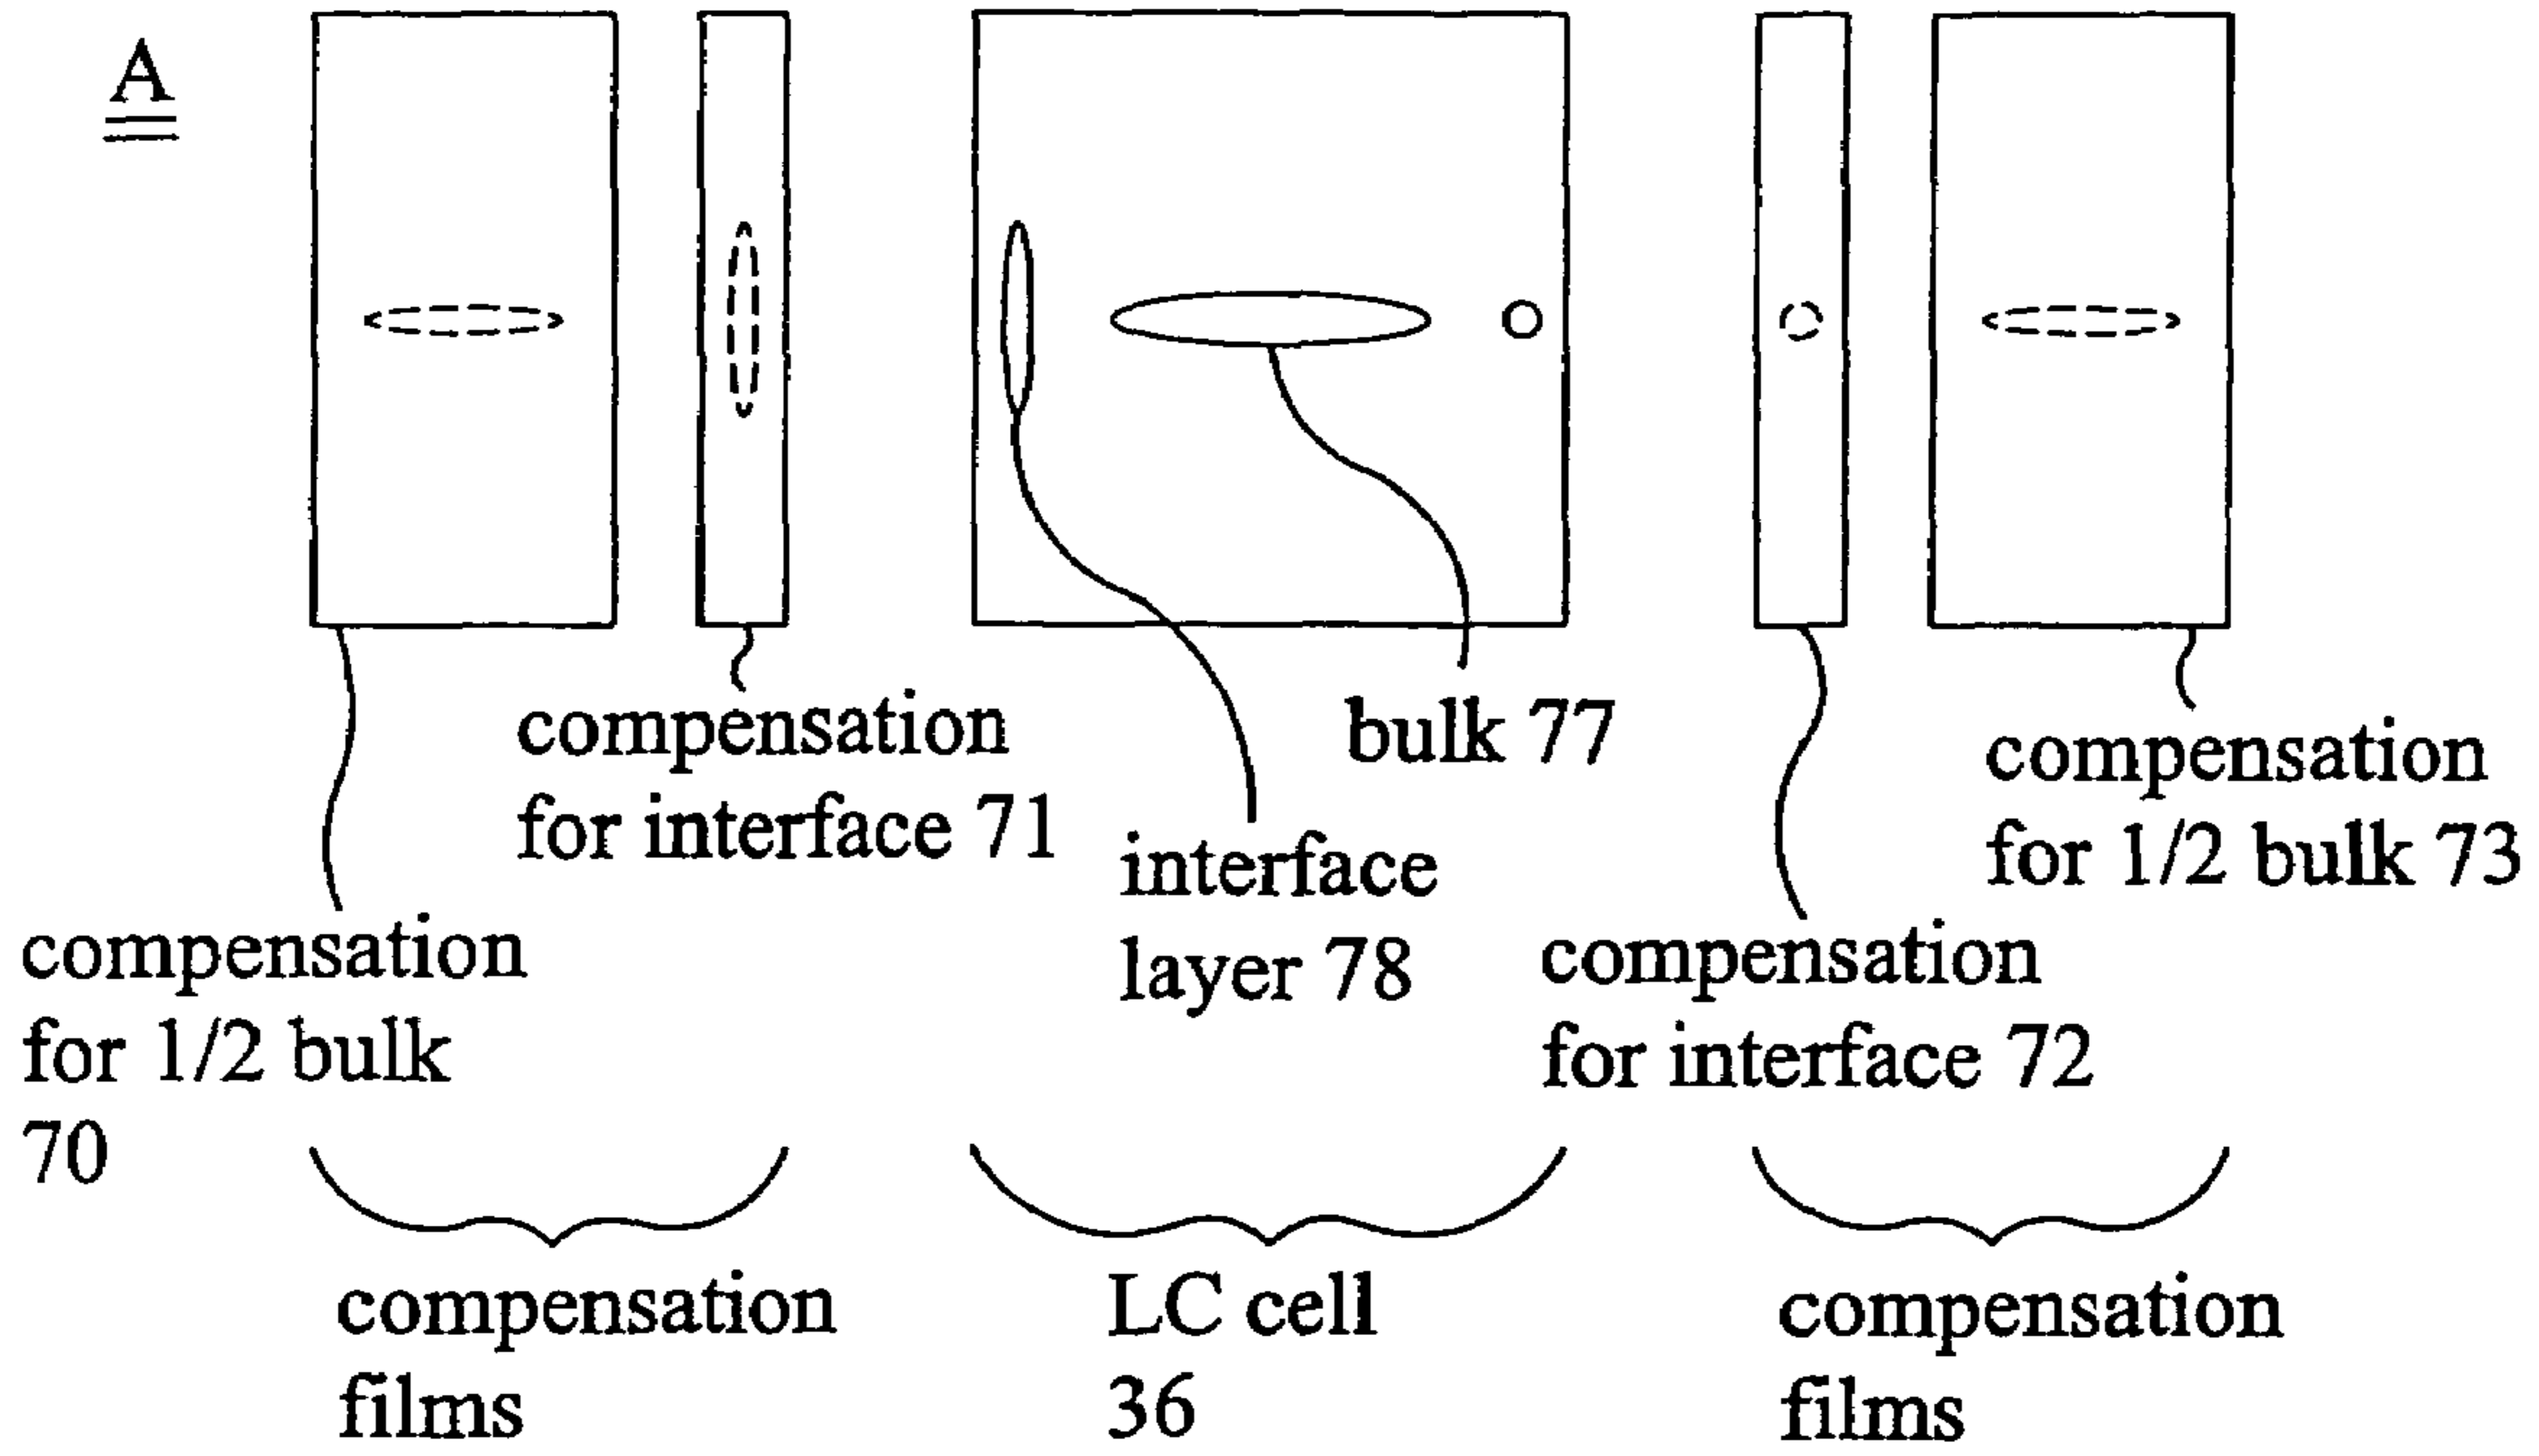 A
compensation
for interface 71
bulk 77
compensation
for 1/2 bulk 73
interface
layer 78
compensation
for 1/2 bulk
70
compensation
for interface 72
compensation
films
LC cell
36
compensation
films